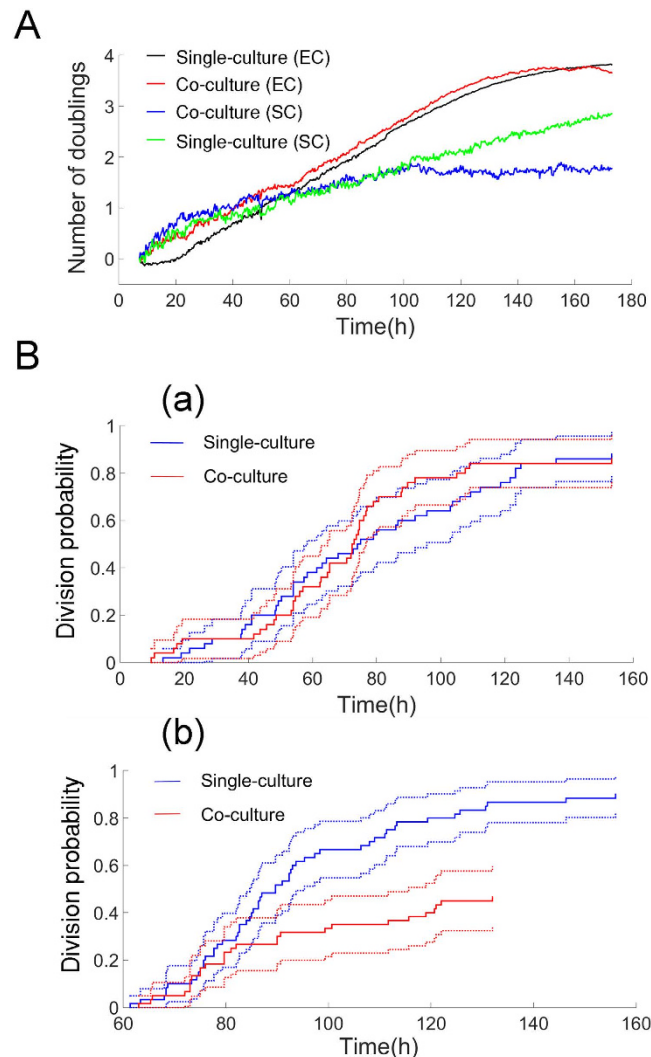 A
Number of doublings
4
3
2
1
0
Single-culture (EC)
Co-culture (EC)
Co-culture (SC)
Single-culture (SC)
0 20 40 60 80 100 120 140 160 180
Time(h)
B
(a)
Division probability
1
0.8
0.6
0.4
0.2
0
Single-culture
Co-culture
0 20 40 60 80 100 120 140 160
Time(h)
(b)
Division probability
1
0.8
0.6
0.4
0.2
0
Single-culture
Co-culture
60 80 100 120 140 160
Time(h)